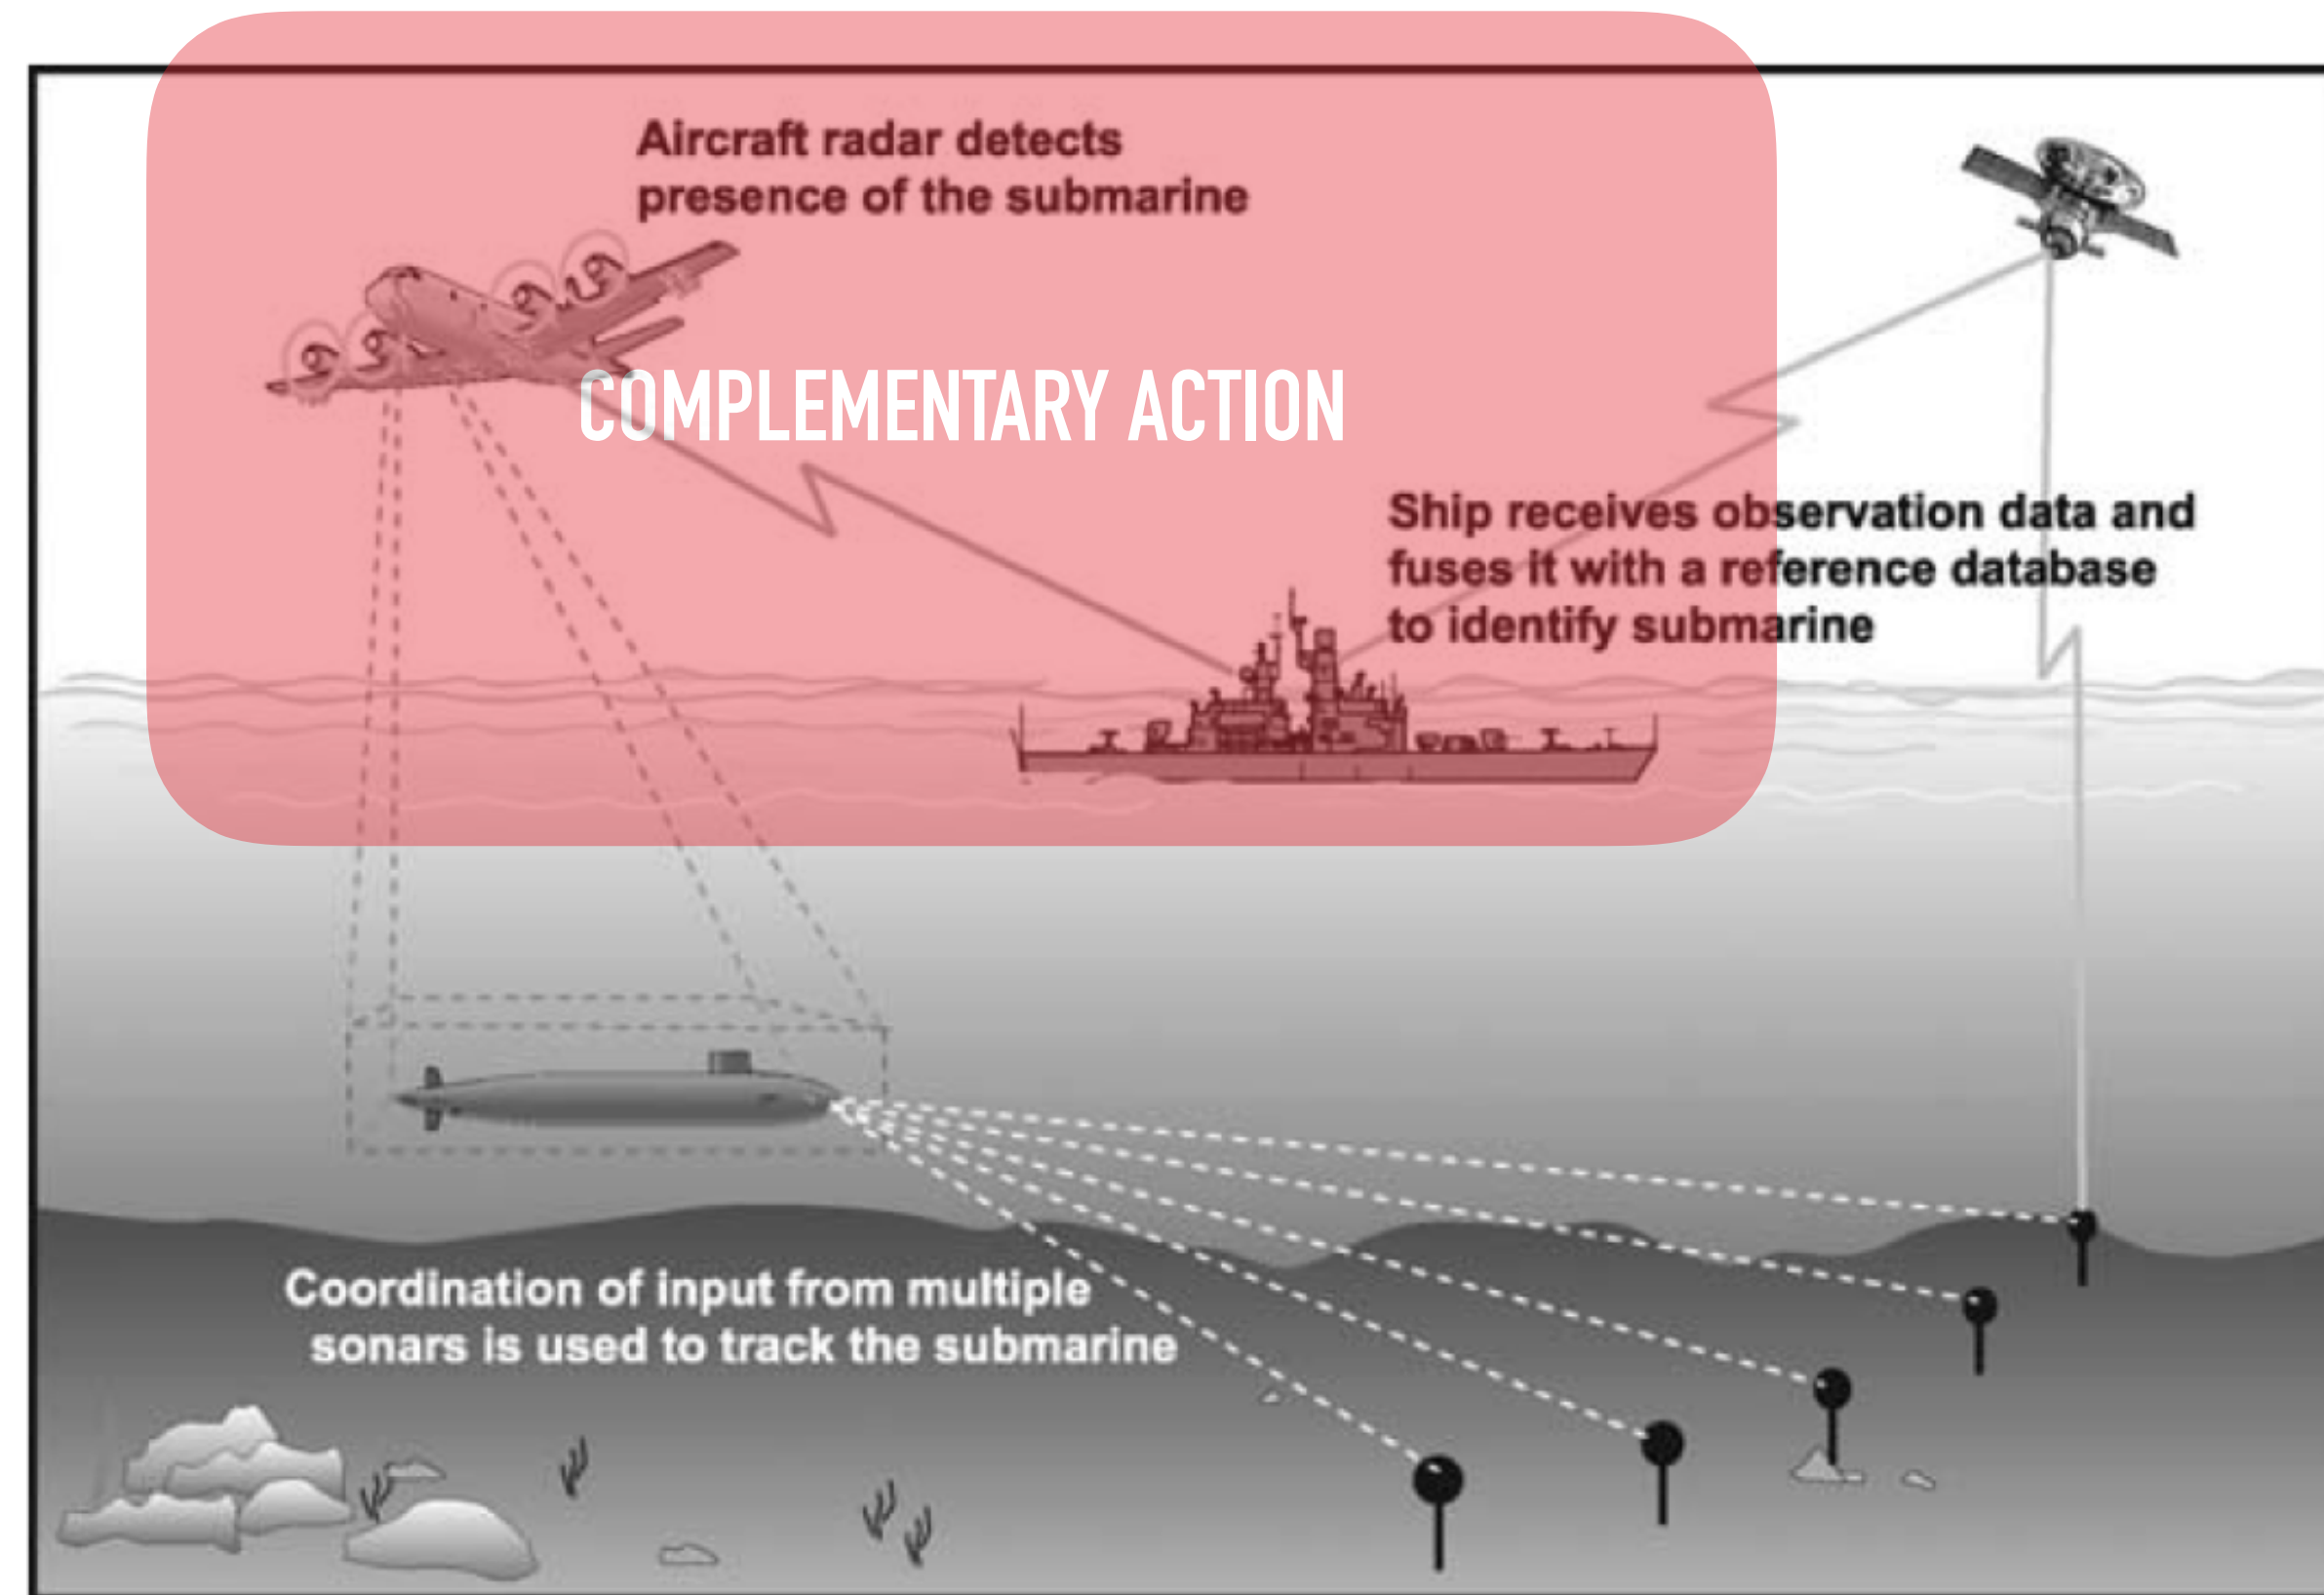 Aircraft radar detects
presence of the submarine
COMPLEMENTARY ACTION
Ship receives observation data and
fuses it with a reference database
to identify submarine
Coordination of input from multiple
sonars is used to track the submarine